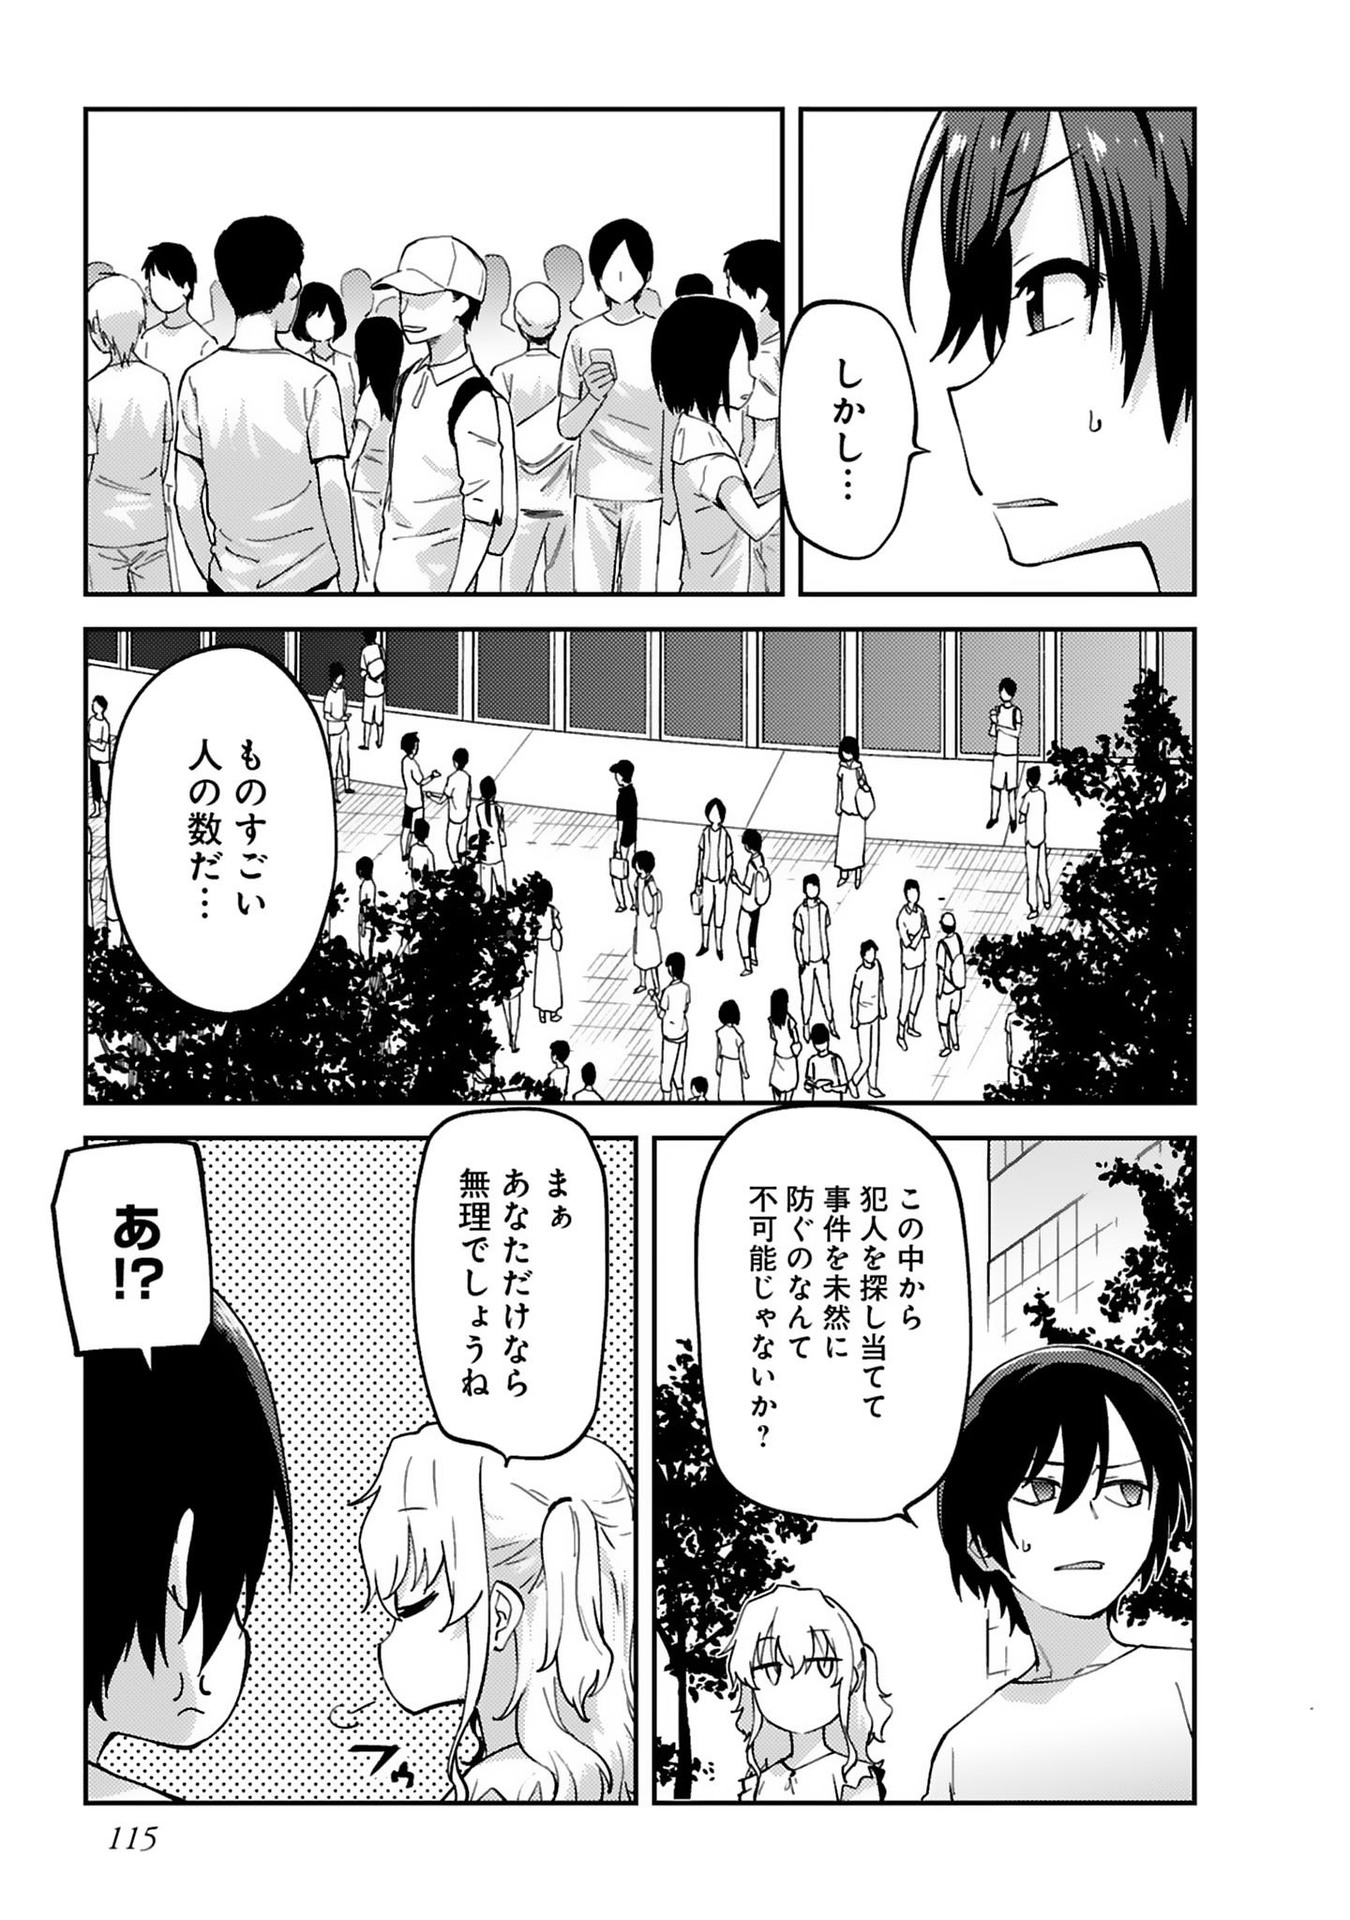 しかし…
ものすごい
人の数だ…
この中から
犯人を探し当てて
事件を未然に
防ぐのなんて
不可能じゃないか?
まぁ
あなただけなら
無理でしょうね
フゥ
あ!?
115